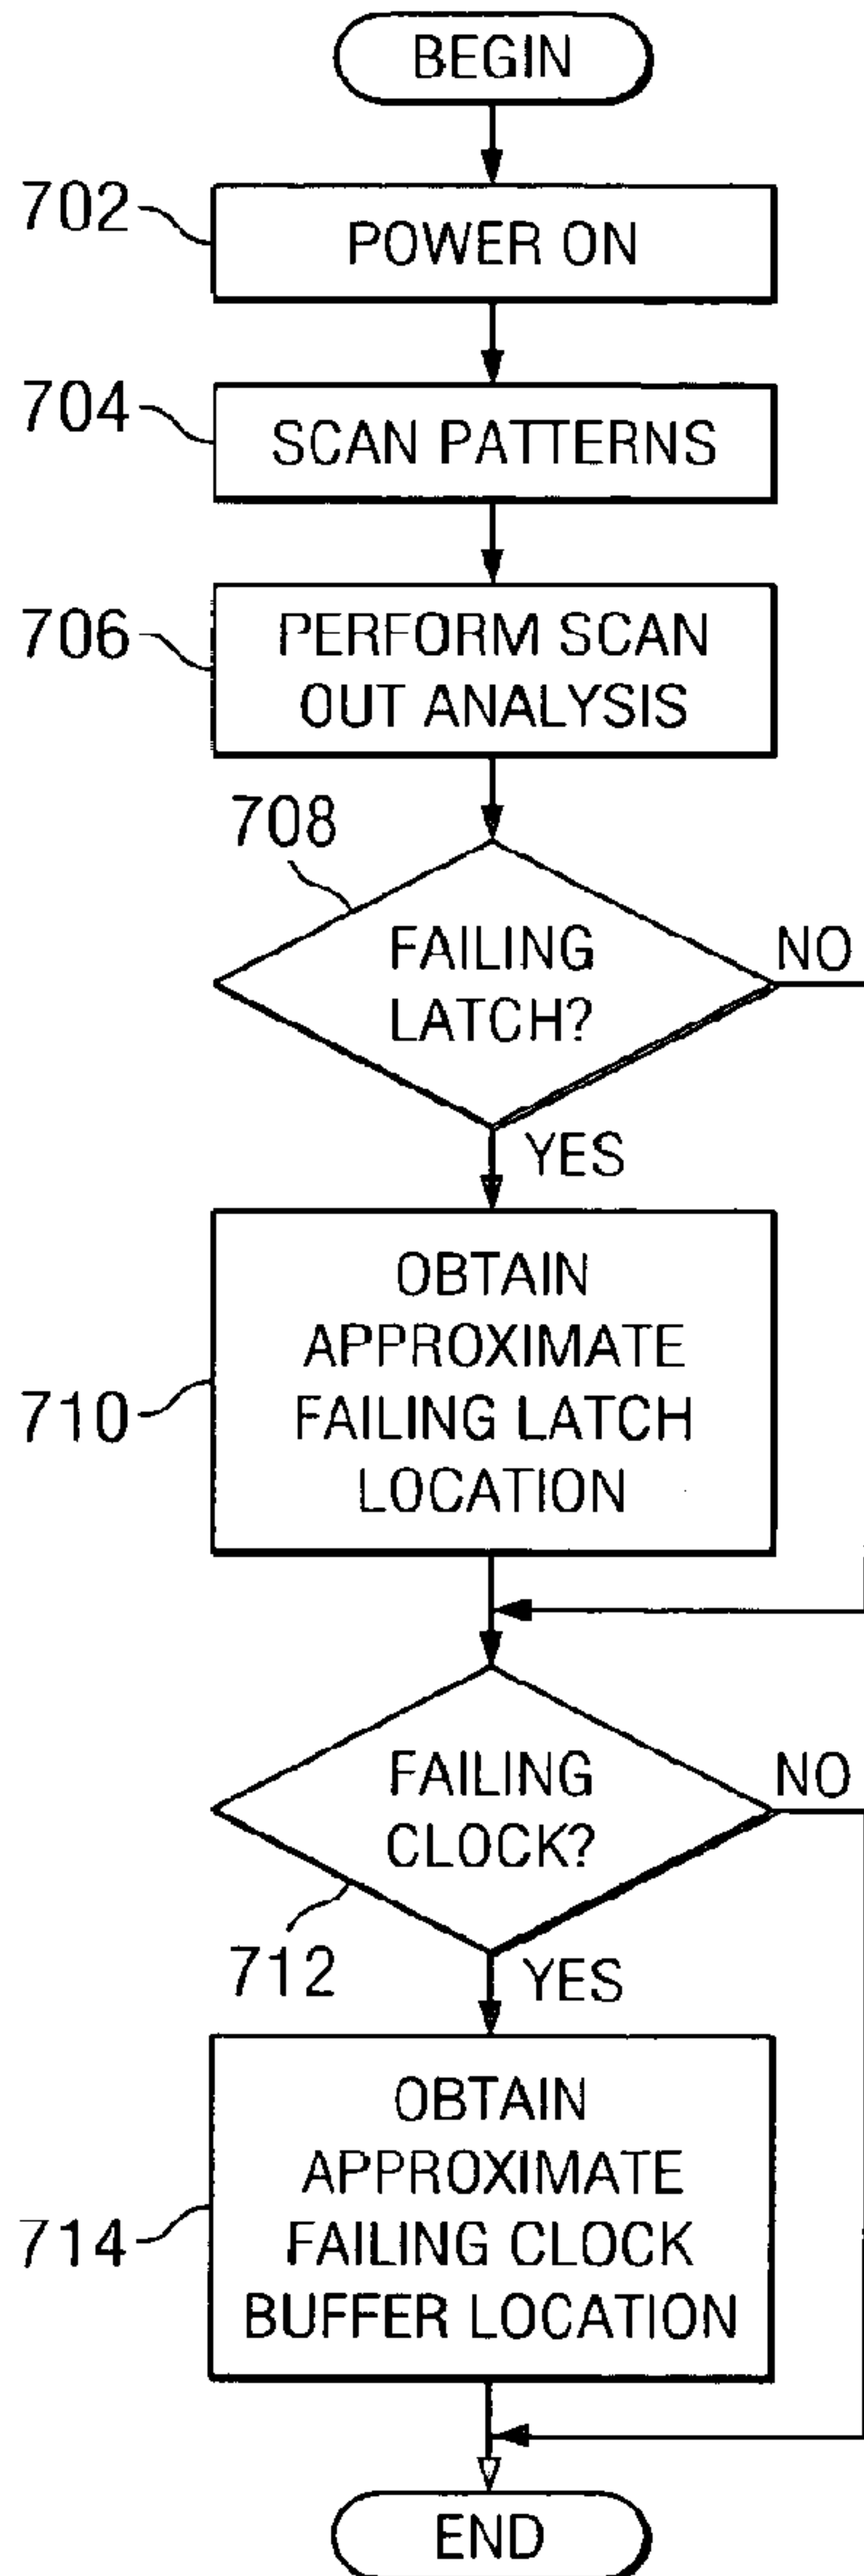 BEGIN
702
POWER ON
704
SCAN PATTERNS
706
PERFORM SCAN
OUT ANALYSIS
708
FAILING
LATCH?
NO
YES
710
OBTAIN
APPROXIMATE
FAILING LATCH
LOCATION
FAILING
CLOCK?
NO
712
YES
714
OBTAIN
APPROXIMATE
FAILING CLOCK
BUFFER LOCATION
END